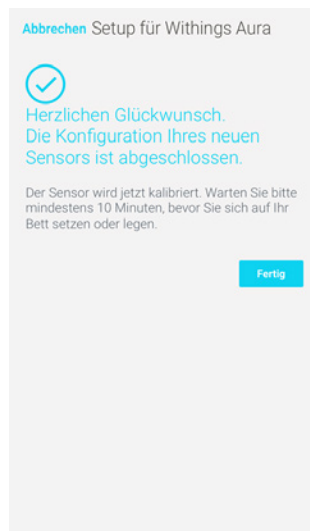 Abbrechen Setup für Withings Aura
Herzlichen Glückwunsch.
Die Konfiguration Ihres neuen
Sensors ist abgeschlossen.
Der Sensor wird jetzt kalibriert. Warten Sie bitte
mindestens 10 Minuten, bevor Sie sich auf Ihr
Bett setzen oder legen.
Fertig